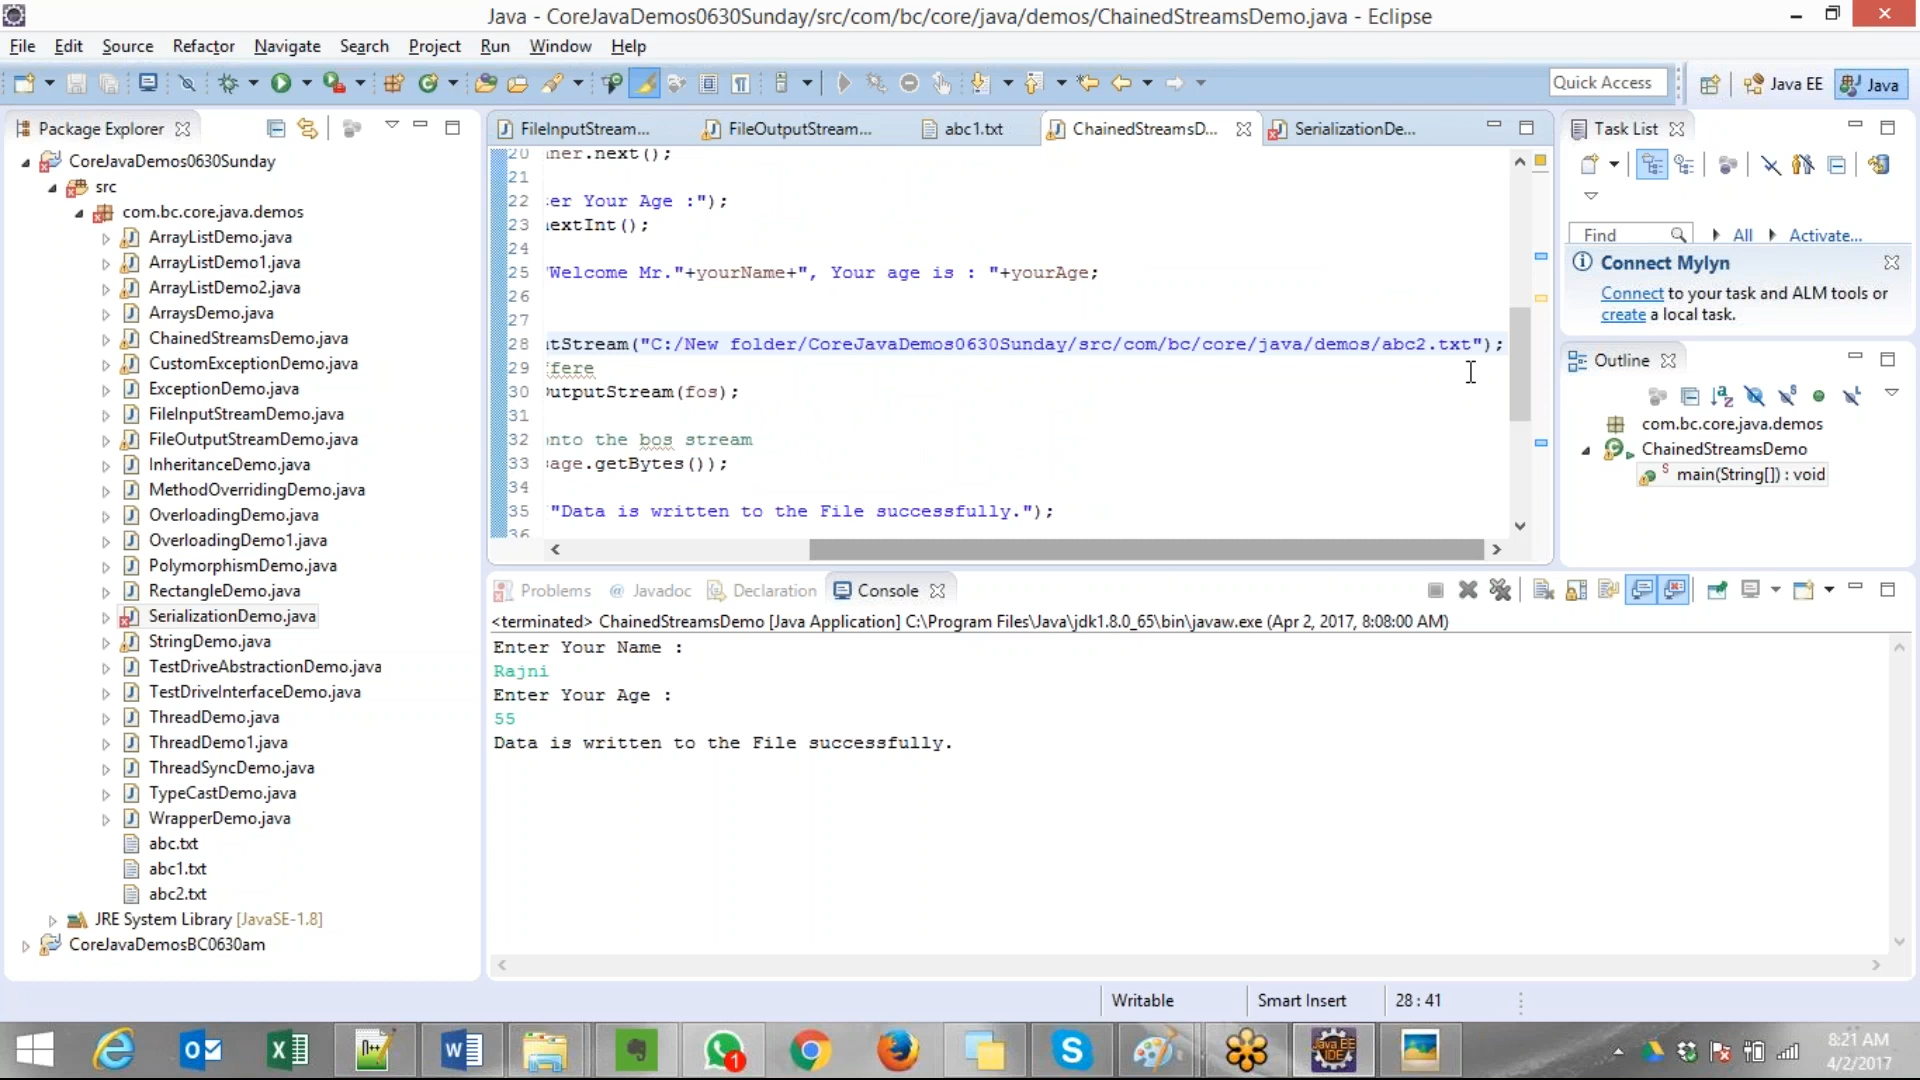 Java - CoreJavaDemos0630Sunday/src/com/bc/core/java/demos/ChainedStreamsDemo.java - Eclipse
File Edit Source Refactor Navigate Search Project Run Window Help
Quick Access
Java EE
Java
Package Explorer
CoreJavaDemos0630Sunday
src
com.bc.core.java.demos
ArrayListDemo.java
ArrayListDemo1.java
ArrayListDemo2.java
ArraysDemo.java
ChainedStreamsDemo.java
CustomExceptionDemo.java
ExceptionDemo.java
FileInputStreamDemo.java
FileOutputStreamDemo.java
InheritanceDemo.java
MethodOverridingDemo.java
OverloadingDemo.java
OverloadingDemo1.java
PolymorphismDemo.java
RectangleDemo.java
SerializationDemo.java
StringDemo.java
TestDriveAbstractionDemo.java
TestDriveInterfaceDemo.java
ThreadDemo.java
ThreadDemo1.java
ThreadSyncDemo.java
TypeCastDemo.java
WrapperDemo.java
abc.txt
abc1.txt
abc2.txt
JRE System Library [JavaSE-1.8]
CoreJavaDemosBC0630am
FileInputStream... FileOutputStream... abc1.txt ChainedStreamsD... SerializationDe...
20 ner.next();
21
22 er Your Age :");
23 nextInt();
24
25 "Welcome Mr."+yourName+", Your age is : "+yourAge;
26
27
28 tStream("C:/New folder/CoreJavaDemos0630Sunday/src/com/bc/core/java/demos/abc2.txt");
29 fere
30 OutputStream(fos);
31
32 onto the bos stream
33 sage.getBytes());
34
35 "Data is written to the File successfully.");
36
Task List
Find All Activate...
Connect Mylyn
Connect to your task and ALM tools or
create a local task.
Outline
com.bc.core.java.demos
ChainedStreamsDemo
main(String[]) : void
Problems @ Javadoc Declaration Console
<terminated> ChainedStreamsDemo [Java Application] C:\Program Files\Java\jdk1.8.0_65\bin\javaw.exe (Apr 2, 2017, 8:08:00 AM)
Enter Your Name :
Rajni
Enter Your Age :
55
Data is written to the File successfully.
Writable Smart Insert 28 : 41
8:21 AM
4/2/2017